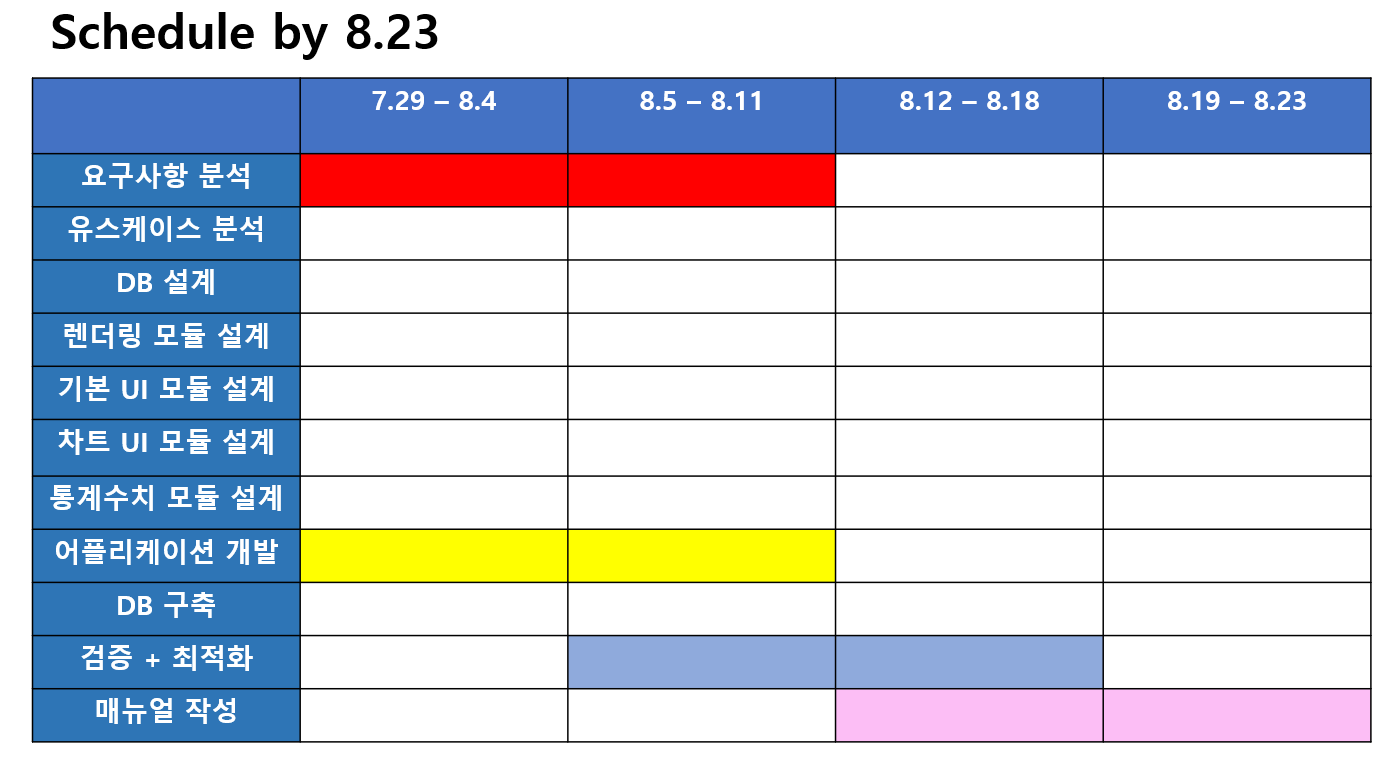 Schedule by 8.23
7.29 – 8.4
8.5 – 8.11
8.12 – 8.18
8.19 – 8.23
요구사항 분석
유스케이스 분석
DB 설계
렌더링 모듈 설계
기본 UI 모듈 설계
차트 UI 모듈 설계
통계수치 모듈 설계
어플리케이션 개발
DB 구축
검증 + 최적화
매뉴얼 작성